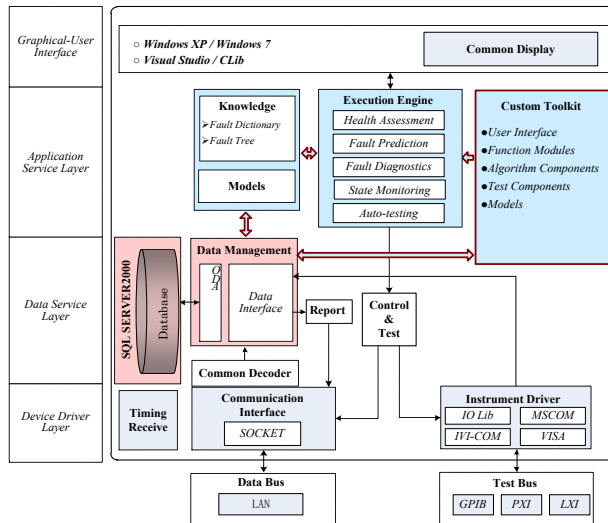 Graphical-User
Interface
○ Windows XP / Windows 7
○ Visual Studio / CLib
Common Display
Application
Service Layer
Knowledge
➢Fault Dictionary
➢Fault Tree
Models
Execution Engine
Health Assessment
Fault Prediction
Fault Diagnostics
State Monitoring
Auto-testing
Custom Toolkit
●User Interface
●Function Modules
●Algorithm Components
●Test Components
●Models
Data Service
Layer
SQL SERVER2000
Database
Data Management
ODA
Data
Interface
Report
Control
&
Test
Common Decoder
Device Driver
Layer
Timing
Receive
Communication
Interface
SOCKET
Instrument Driver
IO Lib
MSCOM
IVI-COM
VISA
Data Bus
LAN
Test Bus
GPIB
PXI
LXI